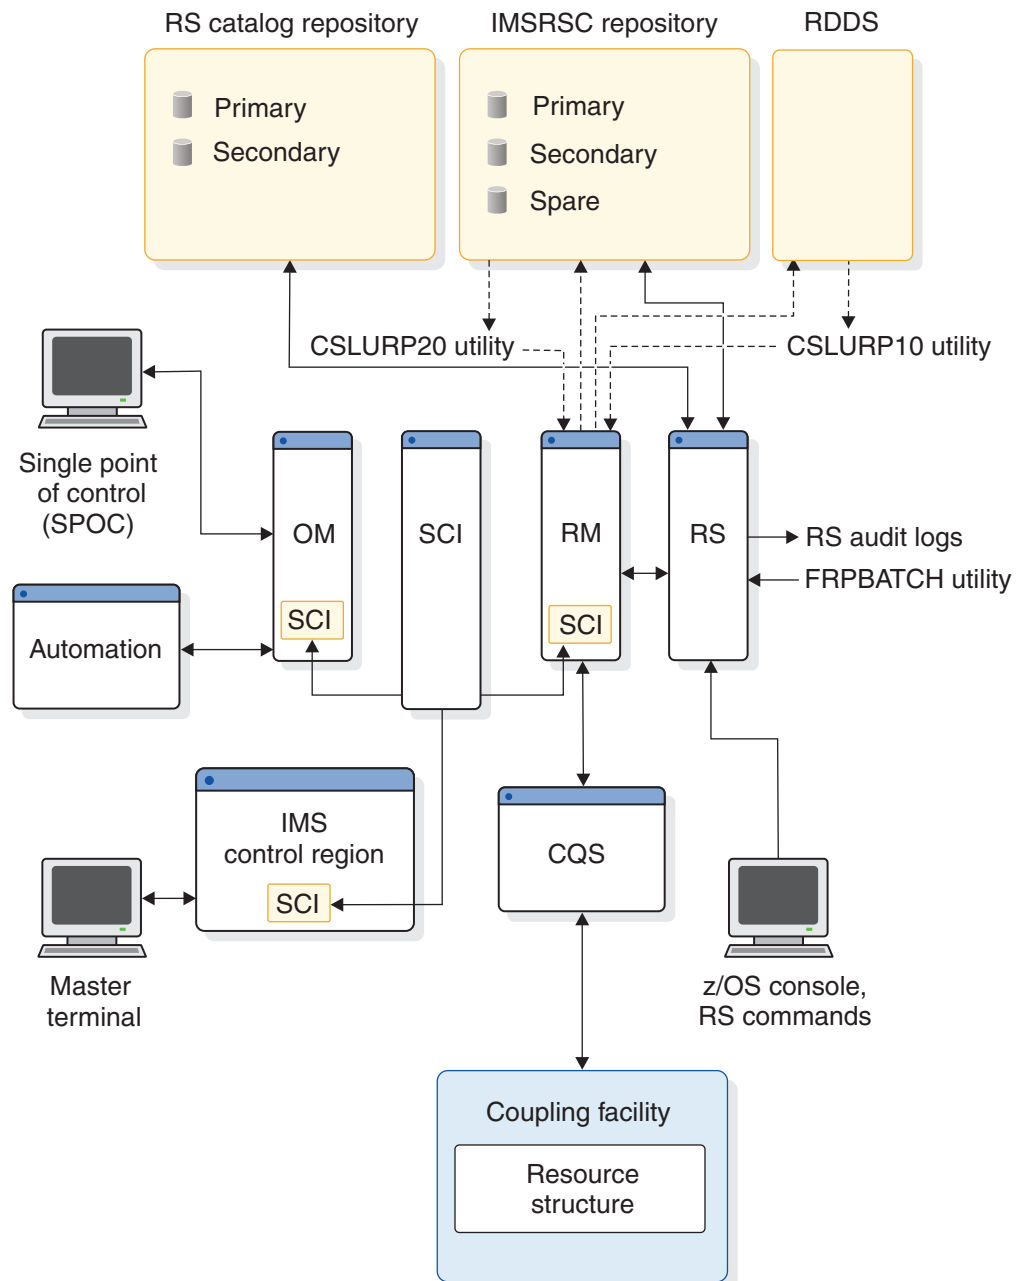 RS catalog repository
IMSRSC repository
RDDS
Primary
Secondary
Primary
Secondary
Spare
CSLURP20 utility
CSLURP10 utility
Single point
of control
(SPOC)
OM
SCI
SCI
RM
SCI
RS
RS audit logs
FRPBATCH utility
Automation
IMS
control region
SCI
CQS
Master
terminal
z/OS console,
RS commands
Coupling facility
Resource
structure